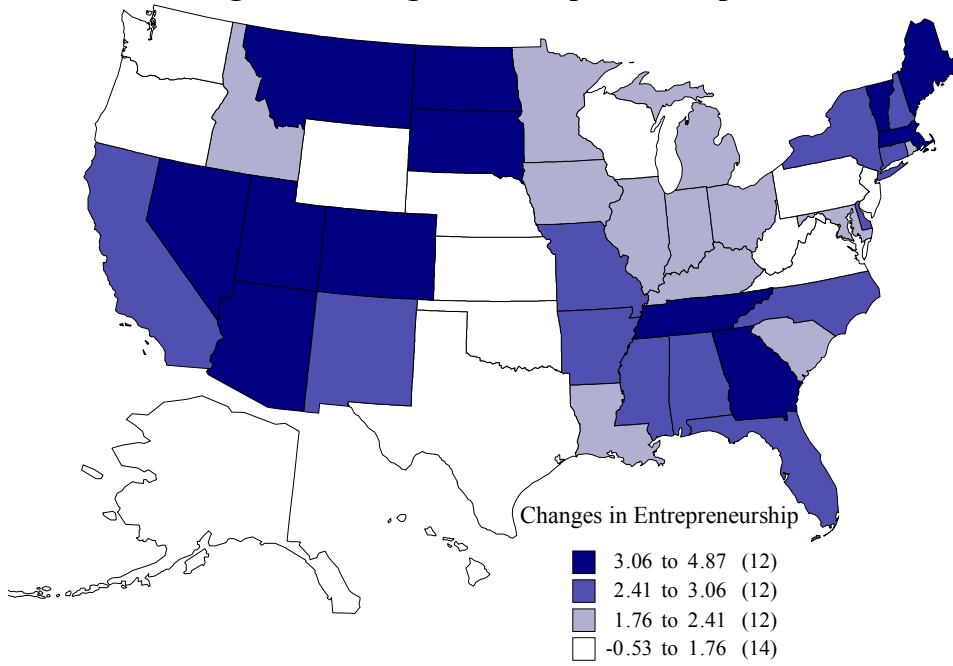 Changes in Entrepreneurship
3.06 to 4.87 (12)
2.41 to 3.06 (12)
1.76 to 2.41 (12)
-0.53 to 1.76 (14)